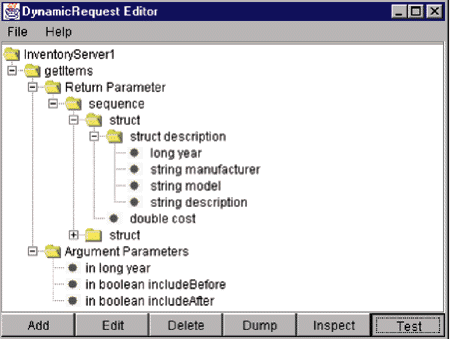 DynamicRequest Editor
File Help
InventoryServer1
getItems
Return Parameter
sequence
struct
struct description
long year
string manufacturer
string model
string description
double cost
struct
Argument Parameters
in long year
in boolean includeBefore
in boolean includeAfter
Add Edit Delete Dump Inspect Test